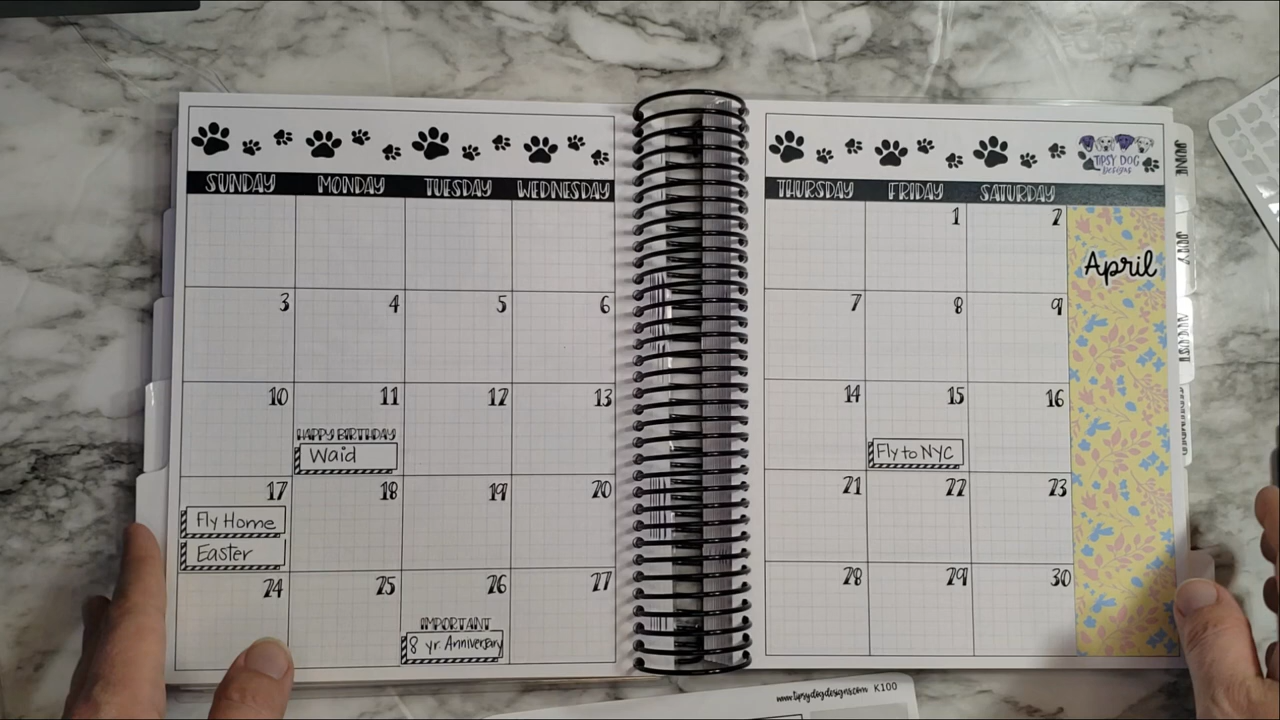 SUNDAY MONDAY TUESDAY WEDNESDAY THURSDAY FRIDAY SATURDAY
TIPSY DOG
Designs
1 2
April
3 4 5 6 7 8 9
10 11 12 13 14 15 16
HAPPY BIRTHDAY
Waid
Fly to NYC
17 18 19 20 21 22 23
Fly Home
Easter
24 25 26 27 28 29 30
IMPORTANT
8 yr. Anniversary
JUNE
JULY
www.tipsydogdesigns.com K100